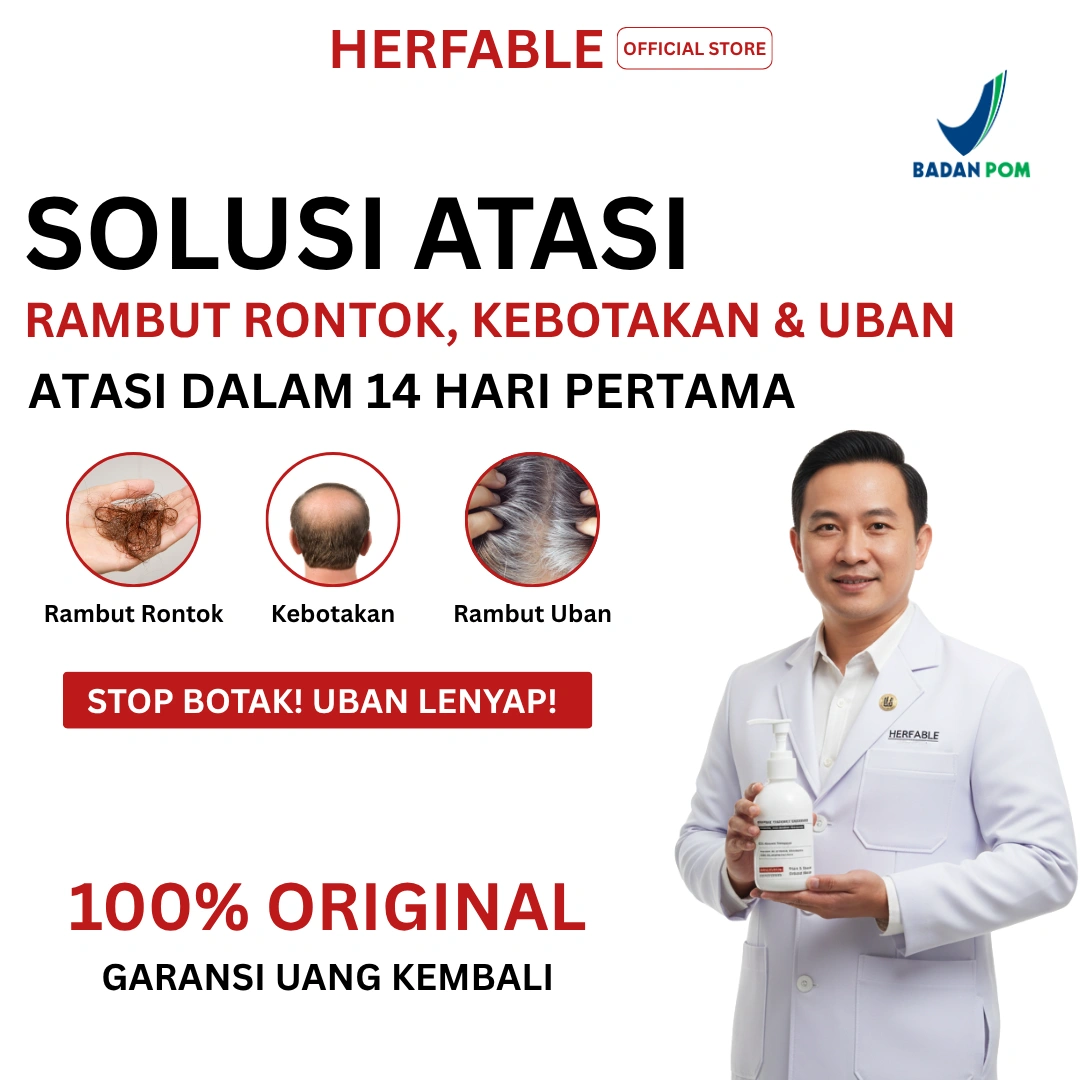 HERFABLE OFFICIAL STORE
BADAN POM
SOLUSI ATASI
RAMBUT RONTOK, KEBOTAKAN & UBAN
ATASI DALAM 14 HARI PERTAMA
Rambut Rontok
Kebotakan
Rambut Uban
STOP BOTAK! UBAN LENYAP!
HERFABLE
100% ORIGINAL
GARANSI UANG KEMBALI